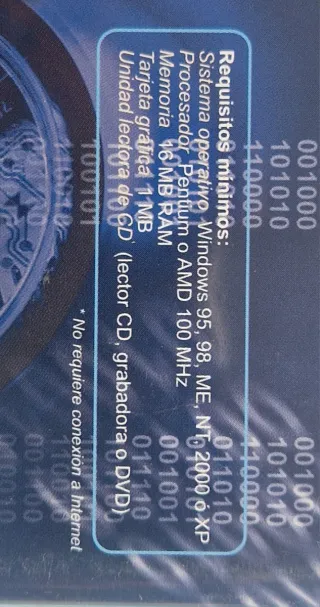 Requisitos mínimos:
Sistema operativo, Windows 95, 98, ME, NT, 2000 ó XP
Procesador, Pentium o AMD 100 MHz
Memoria 16 MB RAM
Tarjeta gráfica, 1 MB
Unidad lectora de CD (lector CD, grabadora o DVD)
* No requiere conexión a Internet